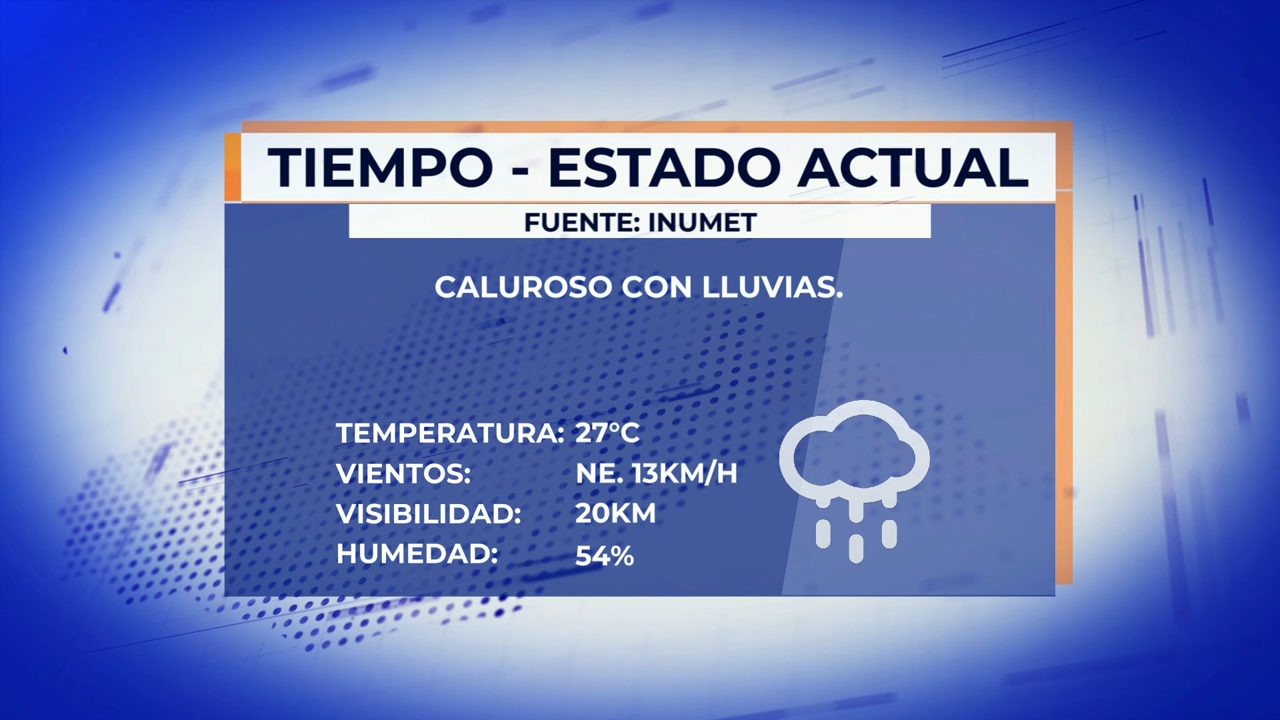 TIEMPO - ESTADO ACTUAL
FUENTE: INUMET
CALUROSO CON LLUVIAS.
TEMPERATURA: 27°C
VIENTOS: NE. 13KM/H
VISIBILIDAD: 20KM
HUMEDAD: 54%